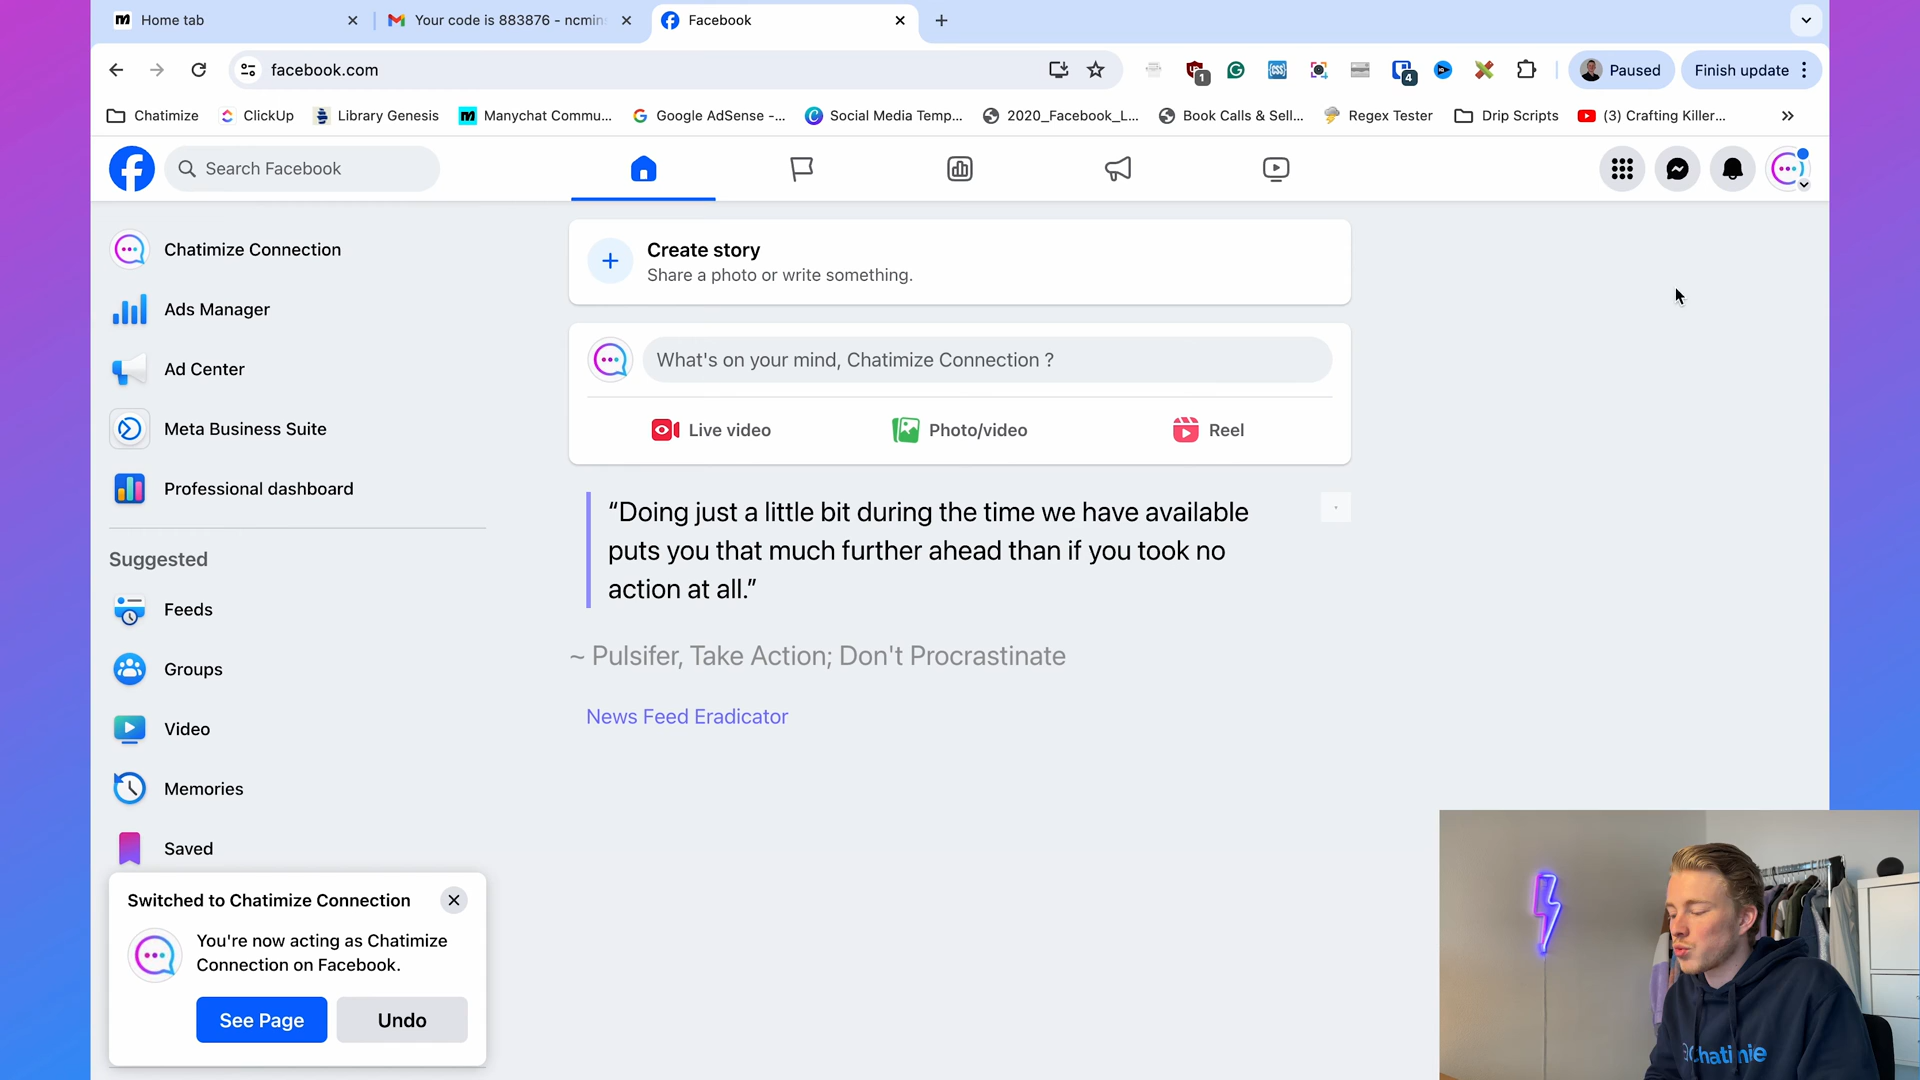 Home tab
Your code is 883876 - ncmin
Facebook
facebook.com
1
4
Paused
Finish update
Chatimize
ClickUp
Library Genesis
Manychat Commu...
Google AdSense -...
Social Media Temp...
2020_Facebook_L...
Book Calls & Sell...
Regex Tester
Drip Scripts
(3) Crafting Killer...
Search Facebook
Chatimize Connection
Ads Manager
Ad Center
Meta Business Suite
Professional dashboard
Suggested
Feeds
Groups
Video
Memories
Saved
Create story
Share a photo or write something.
What's on your mind, Chatimize Connection ?
Live video
Photo/video
Reel
“Doing just a little bit during the time we have available
puts you that much further ahead than if you took no
action at all.”
~ Pulsifer, Take Action; Don't Procrastinate
News Feed Eradicator
Switched to Chatimize Connection
You're now acting as Chatimize
Connection on Facebook.
See Page
Undo